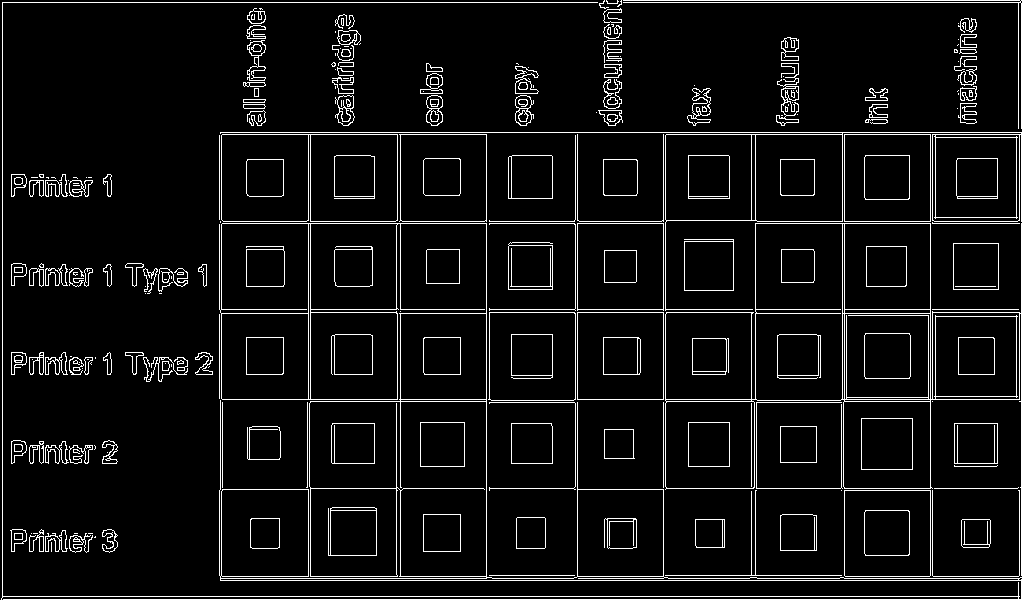 all-in-one
cartridge
color
copy
document
fax
feature
ink
machine
Printer 1
Printer 1 Type 1
Printer 1 Type 2
Printer 2
Printer 3